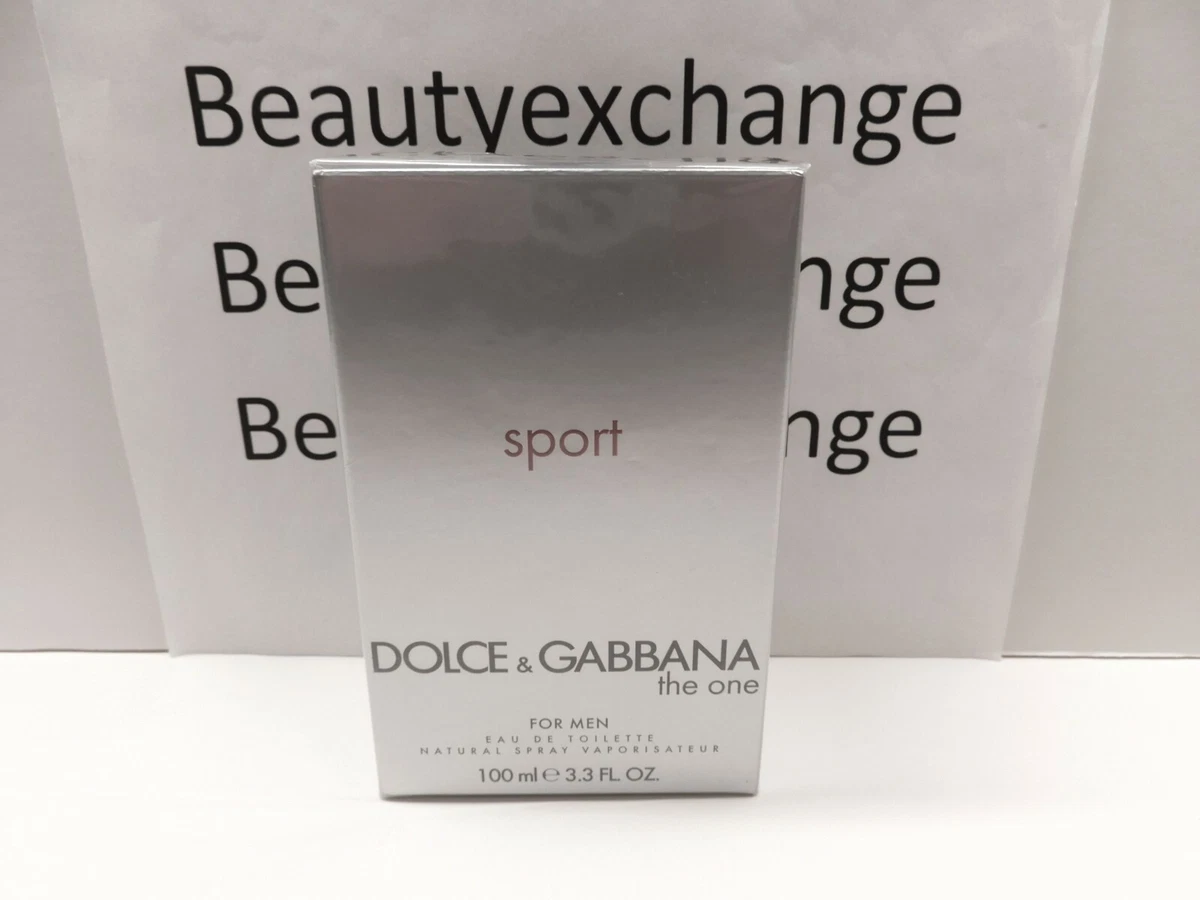 Beautyexchange
Be nge
Be nge
sport
DOLCE & GABBANA
the one
FOR MEN
EAU DE TOILETTE
NATURAL SPRAY VAPORISATEUR
100 ml ℮ 3.3 FL. OZ.